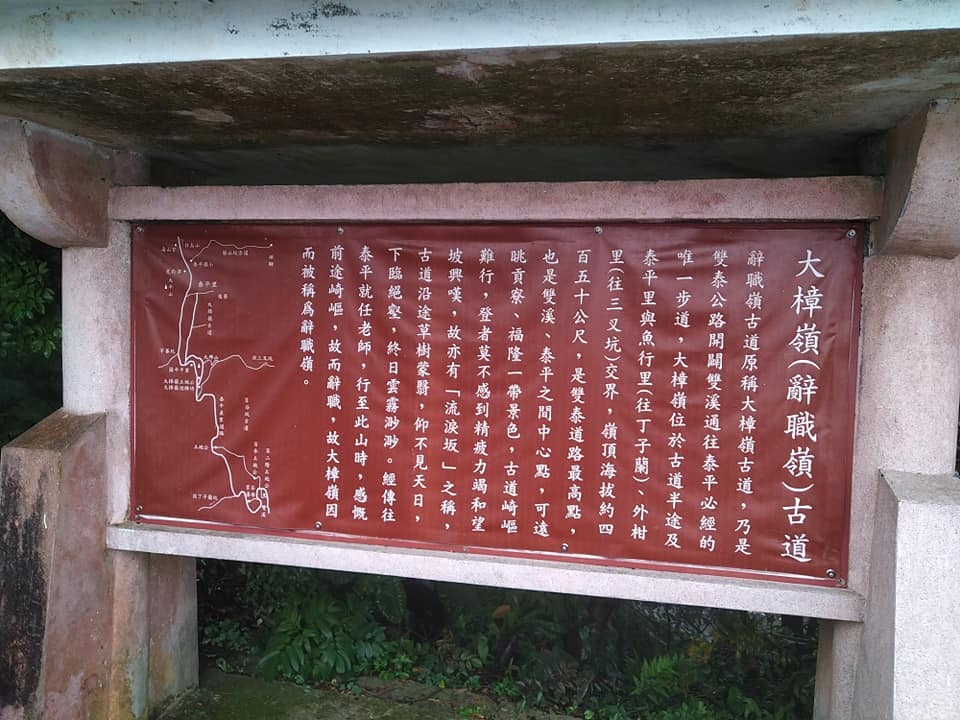 大樟嶺(辭職嶺)古道
辭職嶺古道原稱大樟嶺古道，乃是
雙泰公路開闢雙溪通往泰平必經的
唯一步道，大樟嶺位於古道半途，及
泰平里與魚行里(往丁子蘭)、外柑
里(往三叉坑)交界，嶺頂海拔約四
百五十公尺，是雙泰道路最高點，
也是雙溪、泰平之間中心點，可遠
眺貢寮、福隆一帶景色，古道崎嶇
難行，登者莫不感到精疲力竭和望
坡興嘆，故亦有「流淚坂」之稱，
古道沿途草樹蒙翳，仰不見天日，
下臨絕壑，終日雲霧渺渺。經傳往
泰平就任老師，行至此山時，感慨
前途崎嶇，故而辭職，故大樟嶺因
而被稱為辭職嶺。
泰平國小
泰平里
土地公